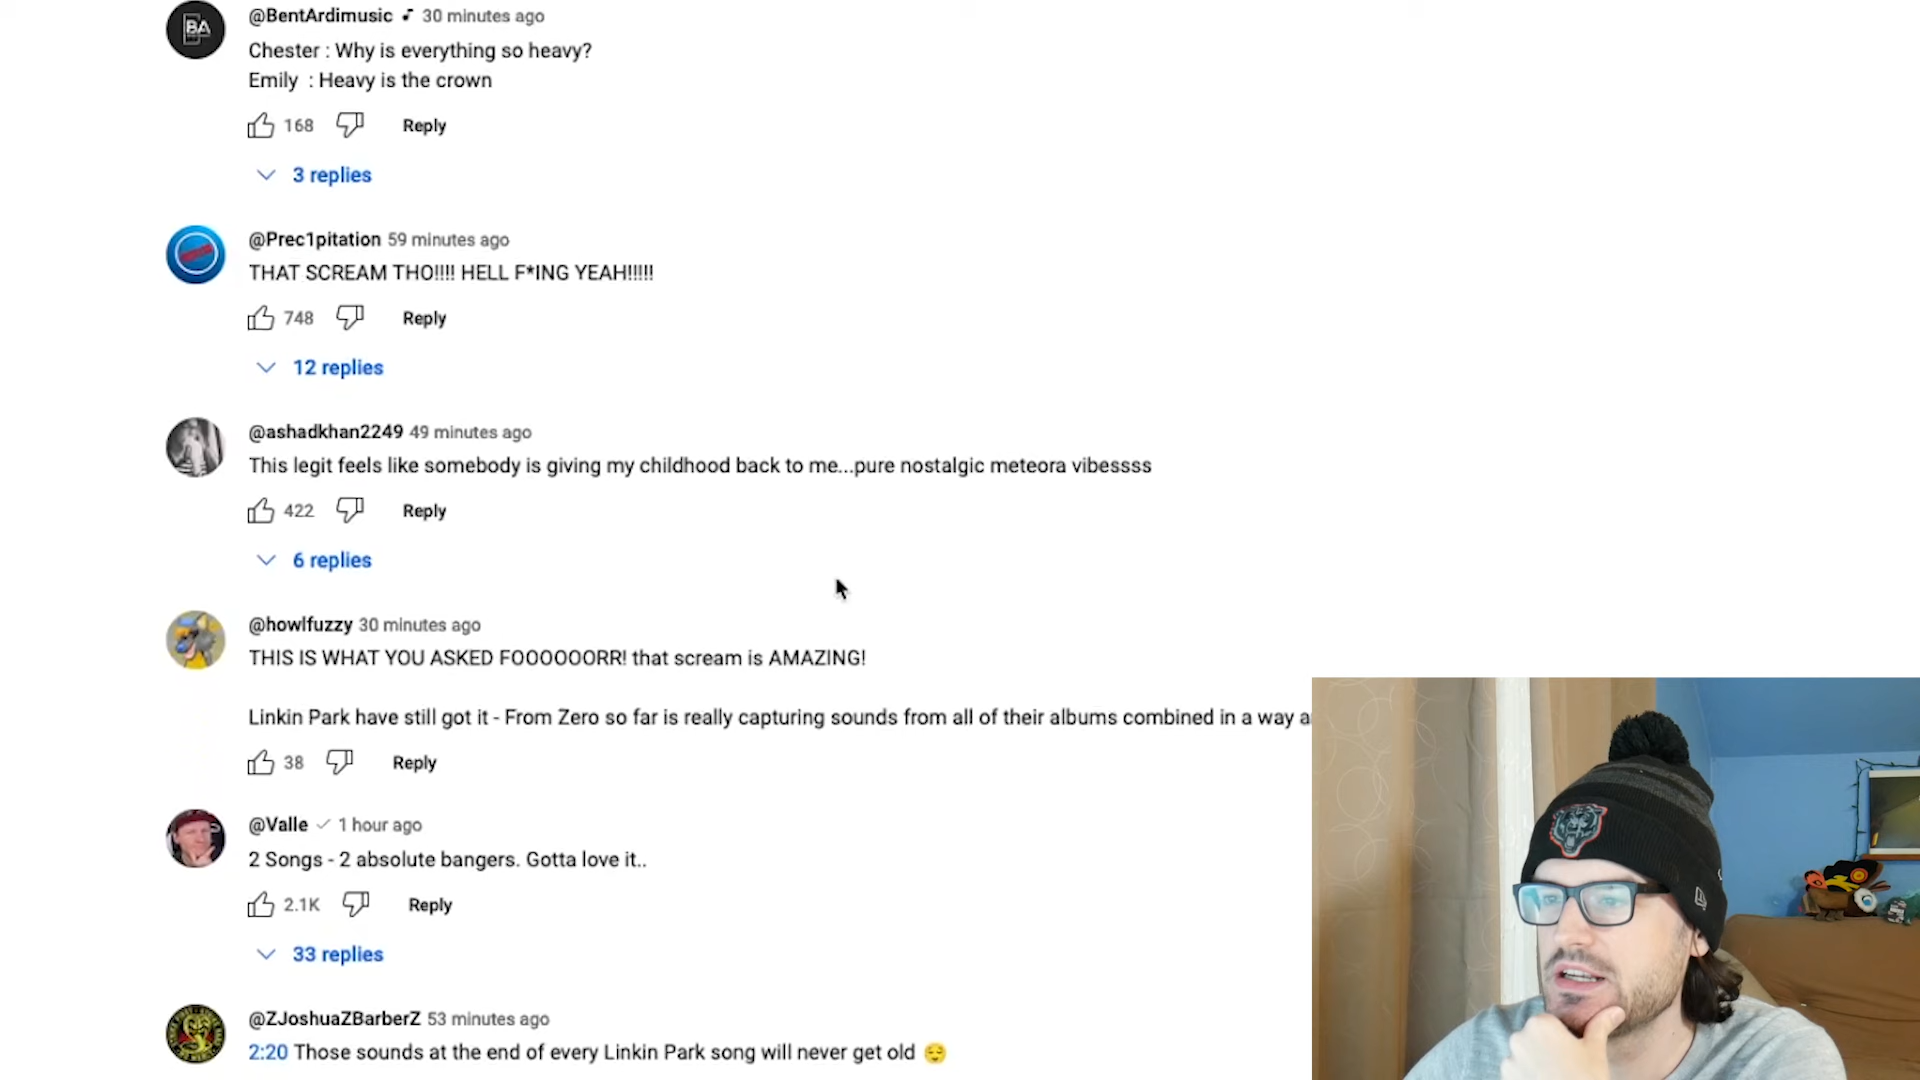 @BentArdimusic 30 minutes ago
Chester : Why is everything so heavy?
Emily : Heavy is the crown
168 Reply
3 replies
@Prec1pitation 59 minutes ago
THAT SCREAM THO!!!! HELL F*ING YEAH!!!!!
748 Reply
12 replies
@ashadkhan2249 49 minutes ago
This legit feels like somebody is giving my childhood back to me...pure nostalgic meteora vibessss
422 Reply
6 replies
@howlfuzzy 30 minutes ago
THIS IS WHAT YOU ASKED FOOOOOORR! that scream is AMAZING!
Linkin Park have still got it - From Zero so far is really capturing sounds from all of their albums combined in a way
38 Reply
@Valle 1 hour ago
2 Songs - 2 absolute bangers. Gotta love it..
2.1K Reply
33 replies
@ZJoshuaZBarberZ 53 minutes ago
2:20 Those sounds at the end of every Linkin Park song will never get old 😌